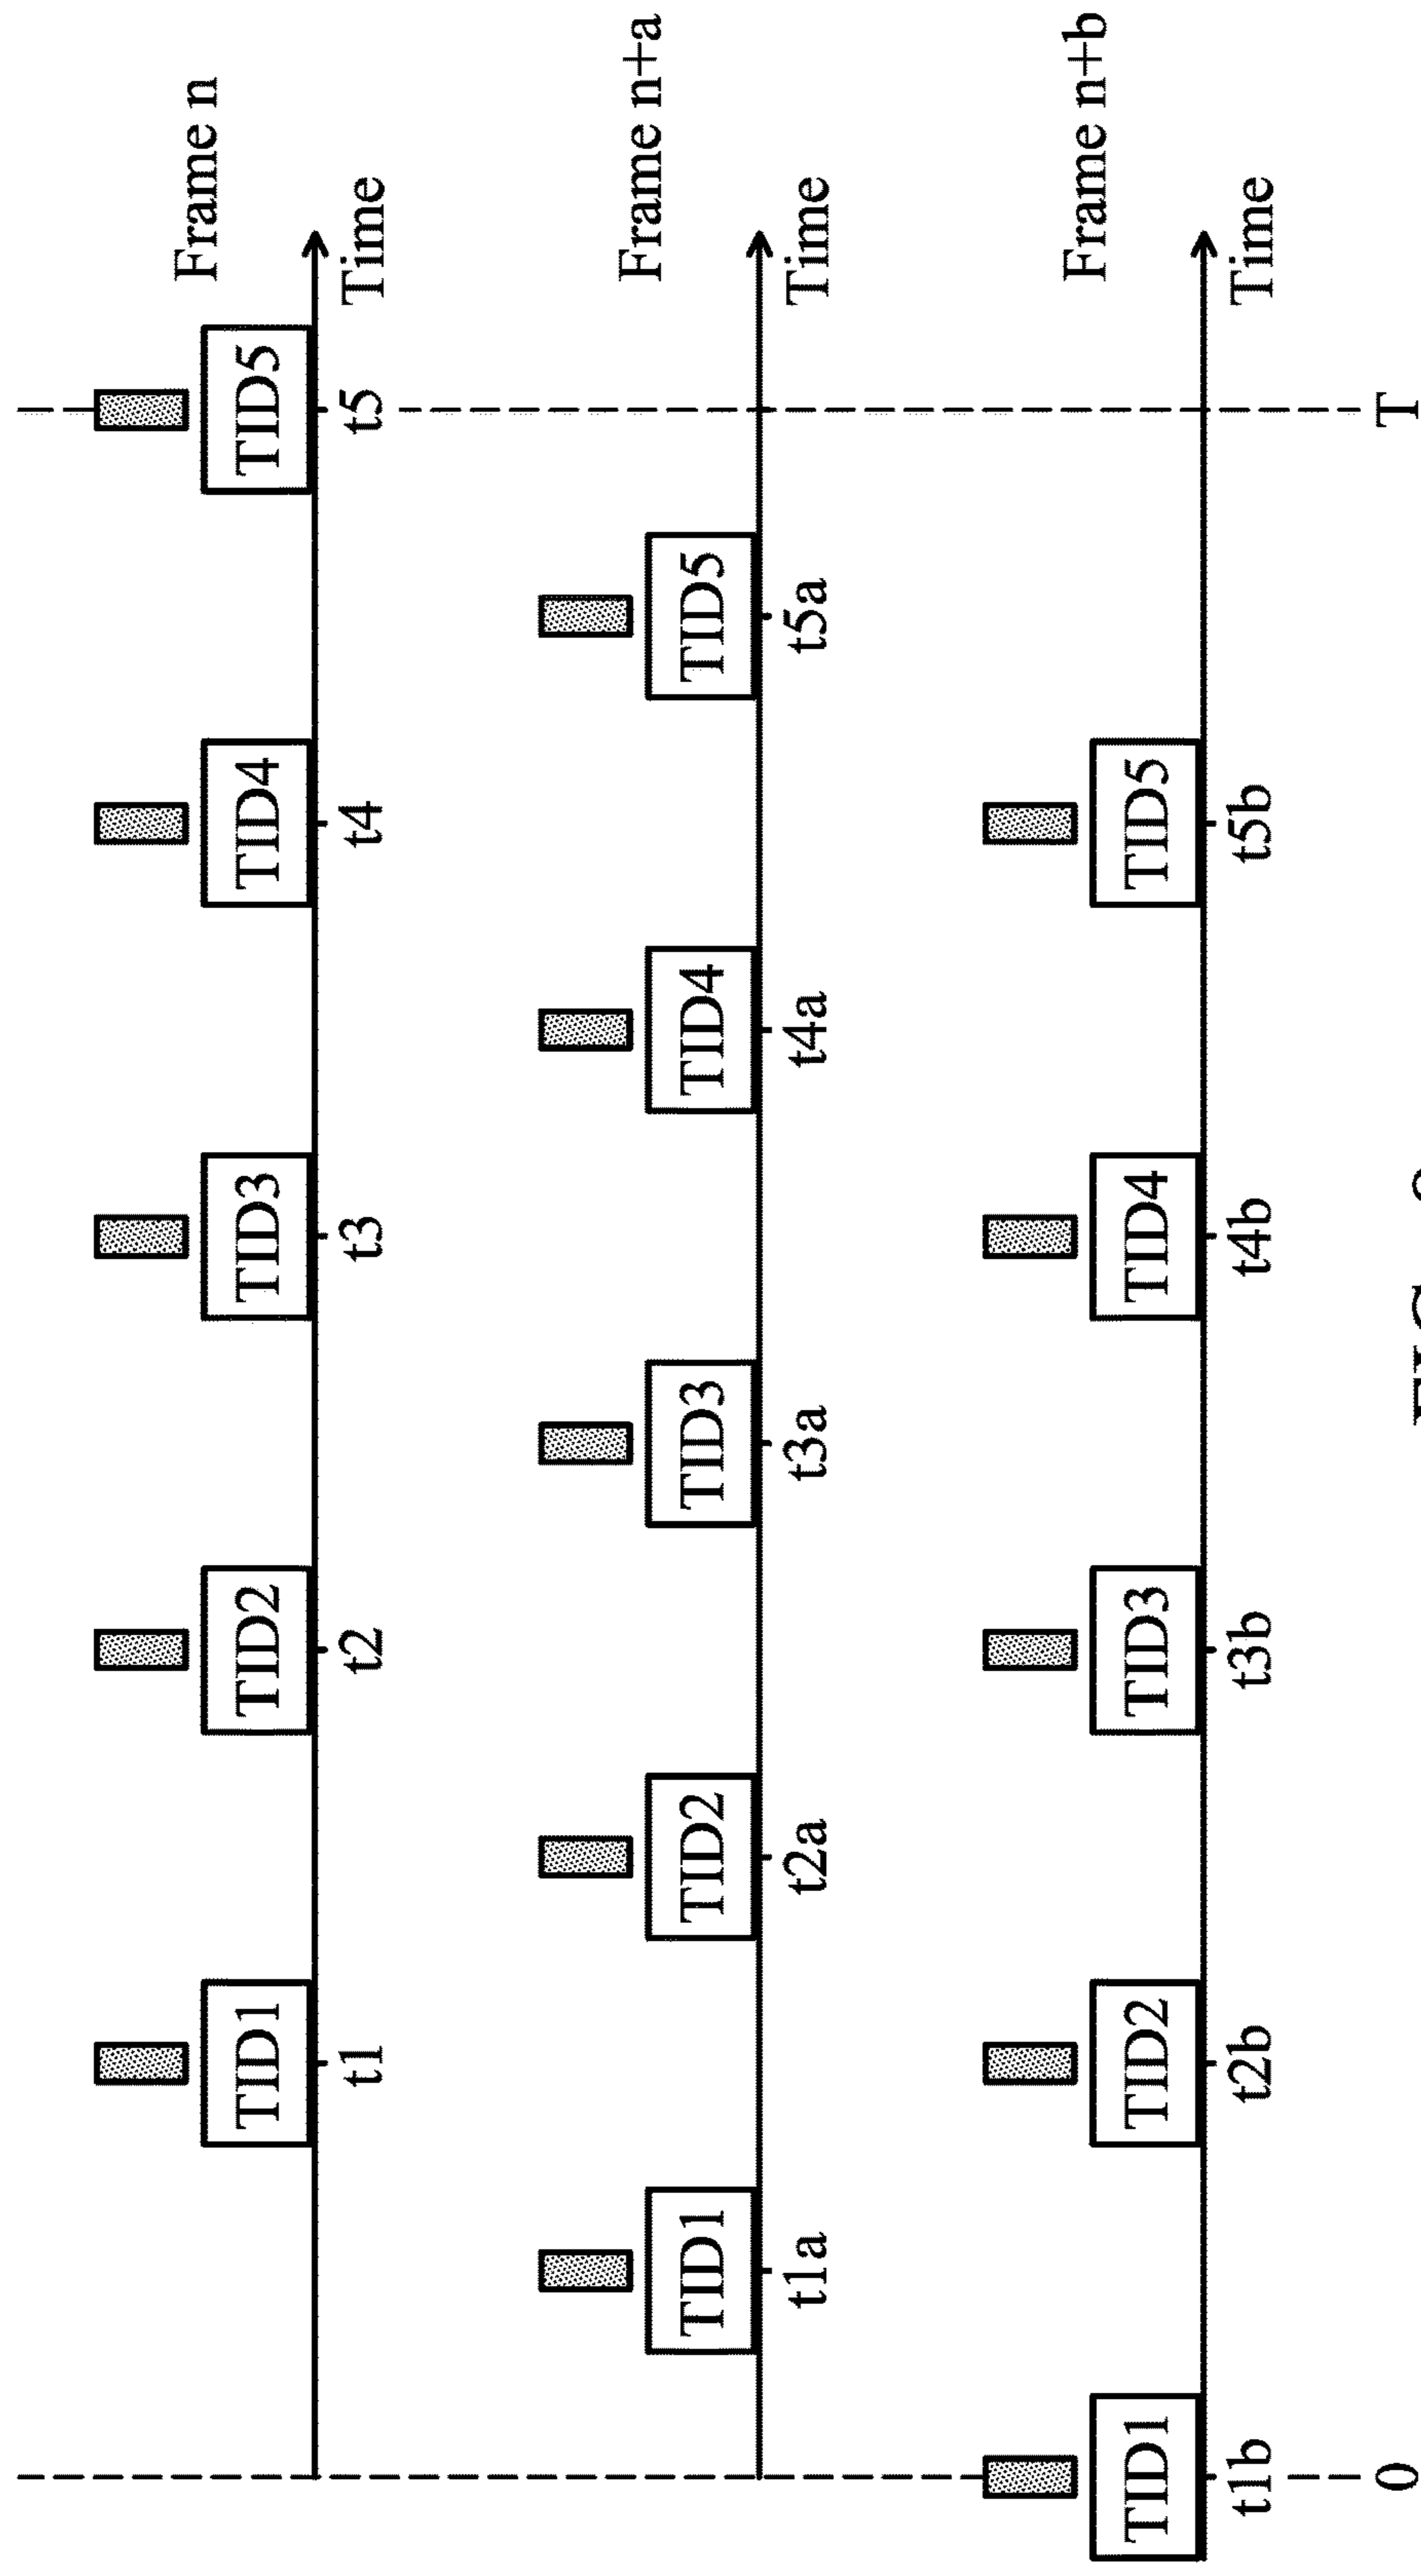 Frame n
TID1 TID2 TID3 TID4 TID5
t1 t2 t3 t4 t5 Time
Frame n+a
TID1 TID2 TID3 TID4 TID5
t1a t2a t3a t4a t5a Time
Frame n+b
TID1 TID2 TID3 TID4 TID5
t1b t2b t3b t4b t5b Time
0 T